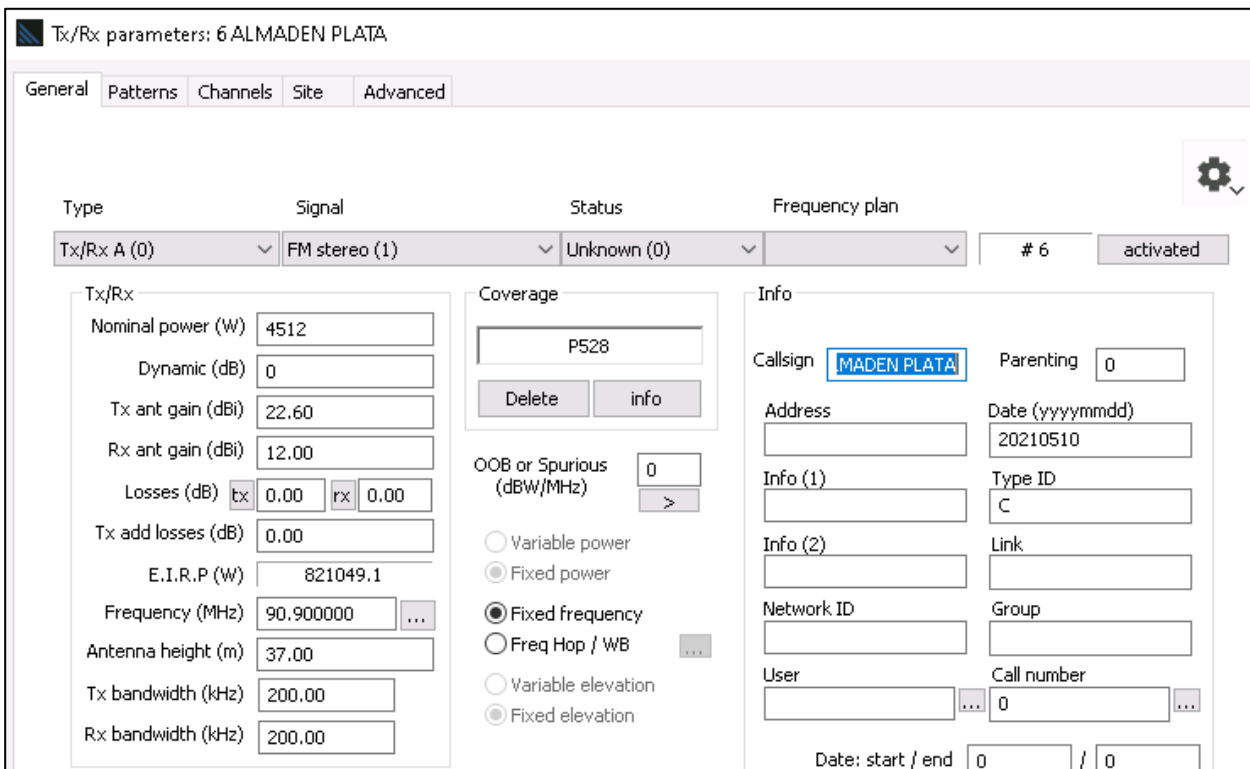 Tx/Rx parameters: 6 ALMADEN PLATA
General Patterns Channels Site Advanced
Type Signal Status Frequency plan
Tx/Rx A (0) FM stereo (1) Unknown (0) # 6 activated
Tx/Rx
Nominal power (W) 4512
Dynamic (dB) 0
Tx ant gain (dBi) 22.60
Rx ant gain (dBi) 12.00
Losses (dB) tx 0.00 rx 0.00
Tx add losses (dB) 0.00
E.I.R.P (W) 821049.1
Frequency (MHz) 90.900000 ...
Antenna height (m) 37.00
Tx bandwidth (kHz) 200.00
Rx bandwidth (kHz) 200.00
Coverage
P528
Delete info
OOB or Spurious 0
(dBW/MHz) >
Variable power
Fixed power
Fixed frequency
Freq Hop / WB ...
Variable elevation
Fixed elevation
Info
Callsign MADEN PLATA Parenting 0
Address Date (yyyymmdd)
20210510
Info (1) Type ID
C
Info (2) Link
Network ID Group
User Call number
... 0 ...
Date: start / end 0 / 0